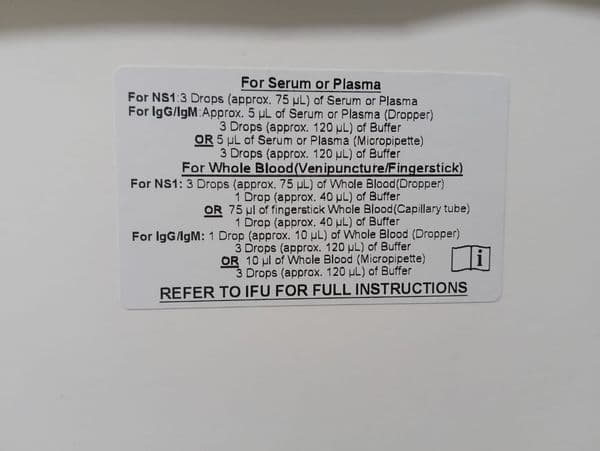 For Serum or Plasma
For NS1:3 Drops (approx. 75 µL) of Serum or Plasma
For IgG/IgM:Approx. 5 µL of Serum or Plasma (Dropper)
3 Drops (approx. 120 µL) of Buffer
OR 5 µL of Serum or Plasma (Micropipette)
3 Drops (approx. 120 µL) of Buffer
For Whole Blood(Venipuncture/Fingerstick)
For NS1: 3 Drops (approx. 75 µL) of Whole Blood(Dropper)
1 Drop (approx. 40 µL) of Buffer
OR 75 µl of fingerstick Whole Blood(Capillary tube)
1 Drop (approx. 40 µL) of Buffer
For IgG/IgM: 1 Drop (approx. 10 µL) of Whole Blood (Dropper)
3 Drops (approx. 120 µL) of Buffer
OR 10 µl of Whole Blood (Micropipette)
3 Drops (approx. 120 µL) of Buffer
i
REFER TO IFU FOR FULL INSTRUCTIONS